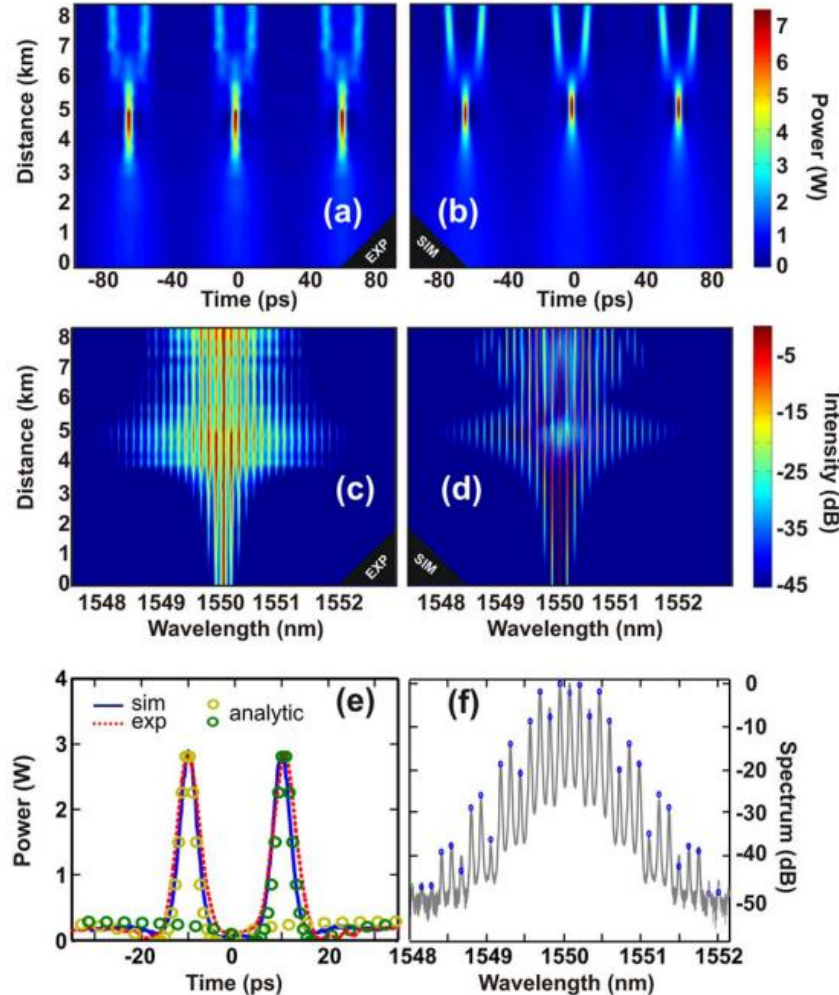 8
7
6
5
4
3
2
1
0
Distance (km)
(a)
EXP
-80 -40 0 40 80
Time (ps)
(b)
SIM
-80 -40 0 40 80
Time (ps)
7
6
5
4
3
2
1
0
Power (W)
8
7
6
5
4
3
2
1
0
Distance (km)
(c)
EXP
1548 1549 1550 1551 1552
Wavelength (nm)
(d)
SIM
1548 1549 1550 1551 1552
Wavelength (nm)
-5
-15
-25
-35
-45
Intensity (dB)
4
3
2
1
0
Power (W)
sim
exp
analytic
(e)
-20 0 20
Time (ps)
(f)
0
-10
-20
-30
-40
-50
Spectrum (dB)
1548 1549 1550 1551 1552
Wavelength (nm)